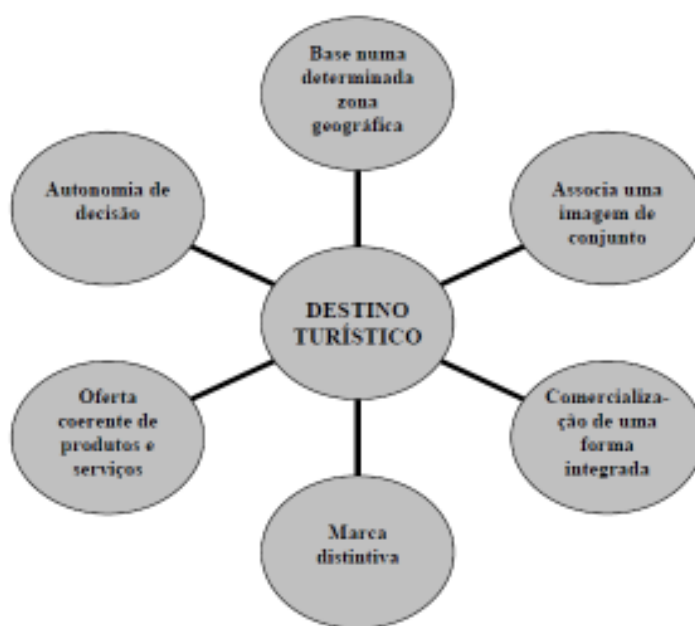 Base numa
determinada
zona
geográfica
Autonomia de
decisão
Associa uma
imagem de
conjunto
DESTINO
TURÍSTICO
Oferta
coerente de
produtos e
serviços
Comercializa-
ção de uma
forma
integrada
Marca
distintiva